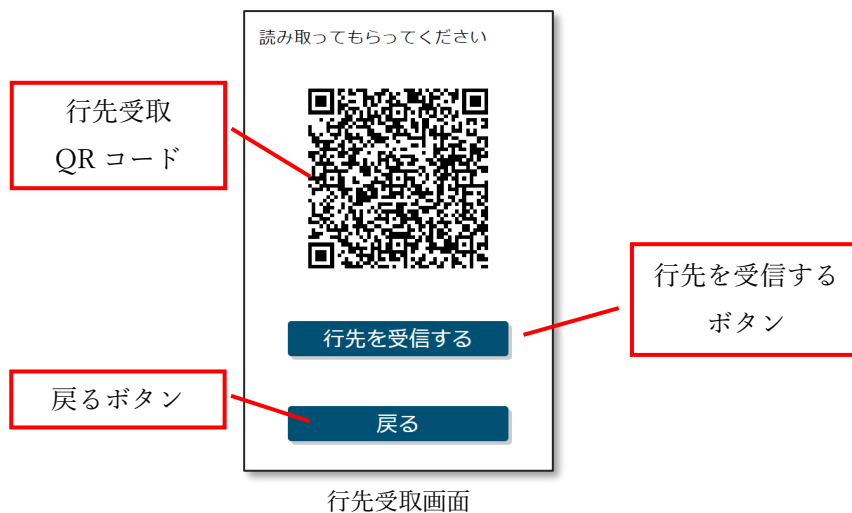 読み取ってもらってください
行先受取
QR コード
行先を受信する
ボタン
行先を受信する
戻るボタン
戻る
行先受取画面